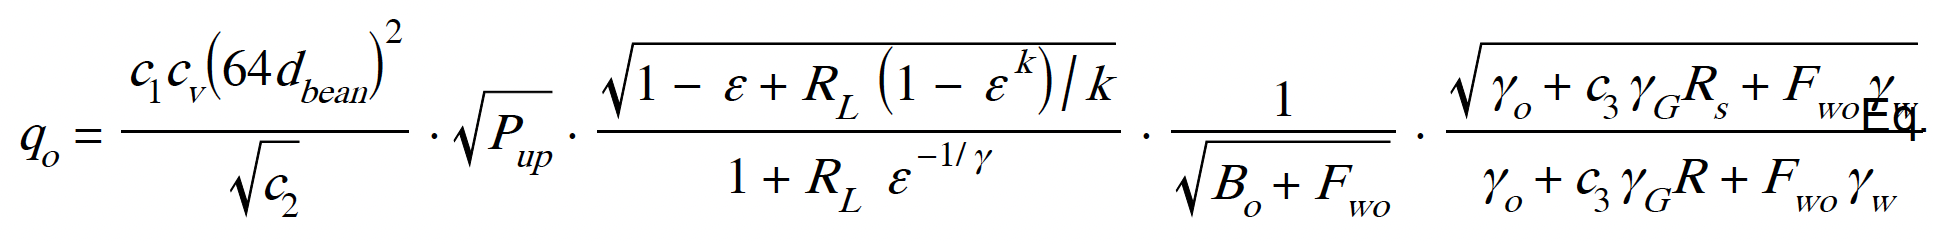 q_o = \frac{c_1 c_v (64 d_{bean})^2}{\sqrt{c_2}} \cdot \sqrt{P_{up}} \cdot \frac{\sqrt{1 - \varepsilon + R_L (1 - \varepsilon^k)/k}}{1 + R_L \varepsilon^{-1/\gamma}} \cdot \frac{1}{\sqrt{B_o + F_{wo}}} \cdot \frac{\sqrt{\gamma_o + c_3 \gamma_G R_s + F_{wo} \gamma_w}}{\gamma_o + c_3 \gamma_G R + F_{wo} \gamma_w} Eq.